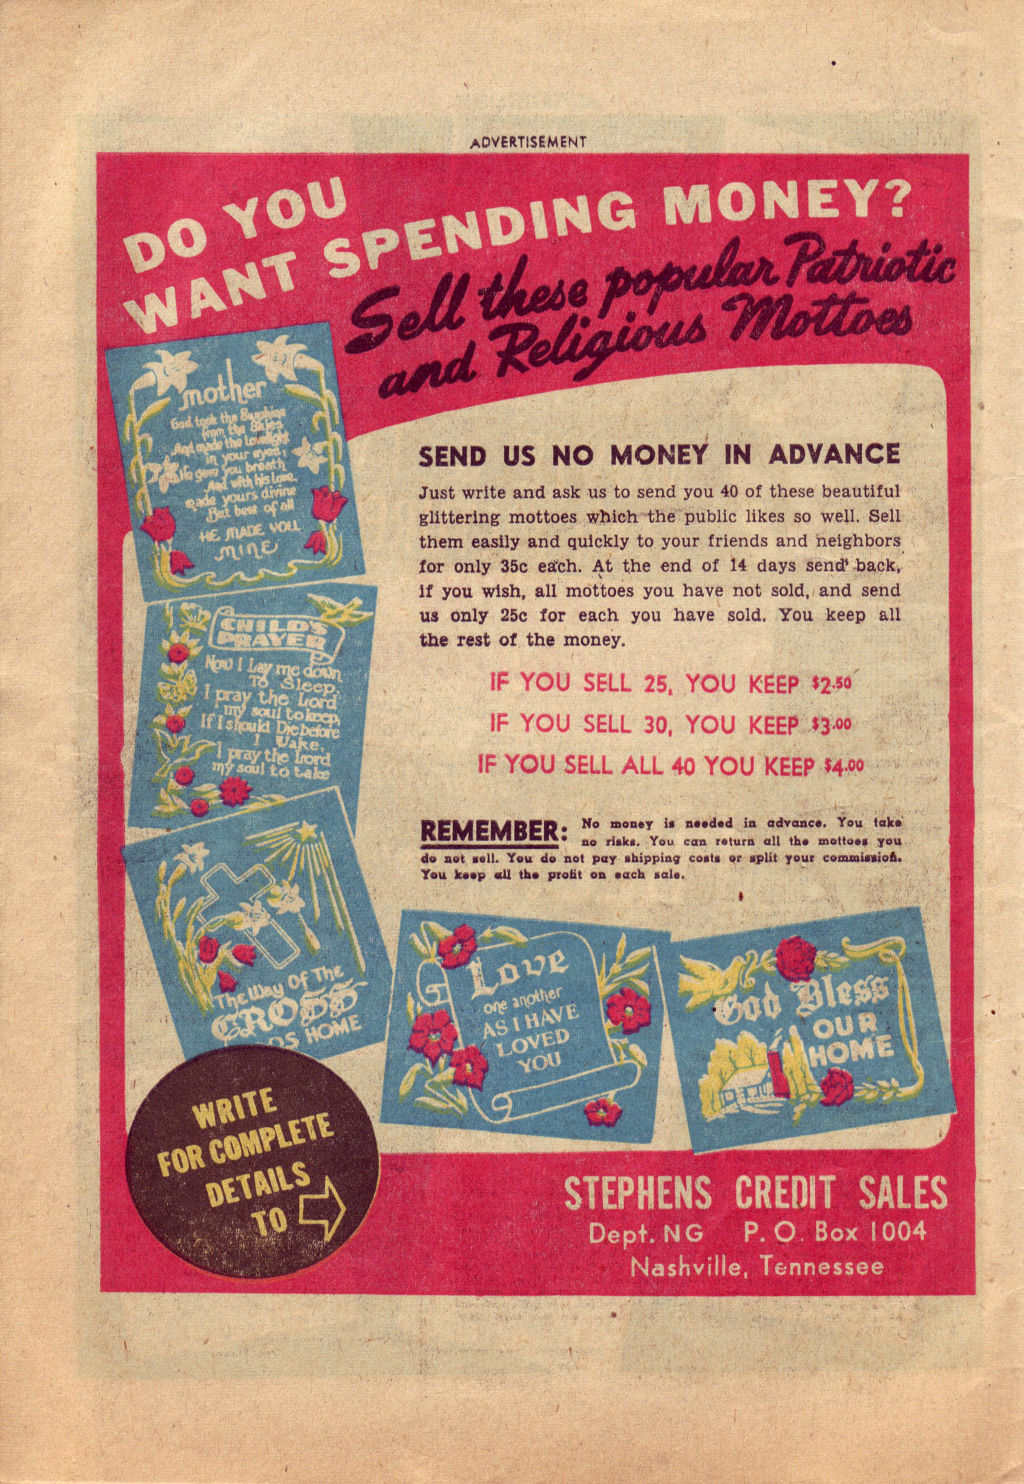 ADVERTISEMENT
DO YOU
WANT SPENDING MONEY?
Sell these popular Patriotic
and Religious Mottoes
mother
God took the Sunshine
from the Skies
And made the Lovelight
in your eyes;
He gave you breath
And with his Love
made yours divine
But best of all
HE MADE YOU
MINE
CHILD'S
PRAYER
Now I Lay me down
To Sleep,
I pray the Lord
my soul to keep,
If I should Die before
I Wake,
I pray the Lord
my soul to take
The Way Of The
CROSS
DS HOME
SEND US NO MONEY IN ADVANCE
Just write and ask us to send you 40 of these beautiful
glittering mottoes which the public likes so well. Sell
them easily and quickly to your friends and neighbors
for only 35c each. At the end of 14 days send back,
if you wish, all mottoes you have not sold, and send
us only 25c for each you have sold. You keep all
the rest of the money.
IF YOU SELL 25, YOU KEEP $2.50
IF YOU SELL 30, YOU KEEP $3.00
IF YOU SELL ALL 40 YOU KEEP $4.00
REMEMBER: No money is needed in advance. You take
no risks. You can return all the mottoes you
do not sell. You do not pay shipping costs or split your commission.
You keep all the profit on each sale.
Love
one another
AS I HAVE
LOVED
YOU
God Bless
OUR
HOME
WRITE
FOR COMPLETE
DETAILS
TO
STEPHENS CREDIT SALES
Dept. NG P. O. Box 1004
Nashville, Tennessee